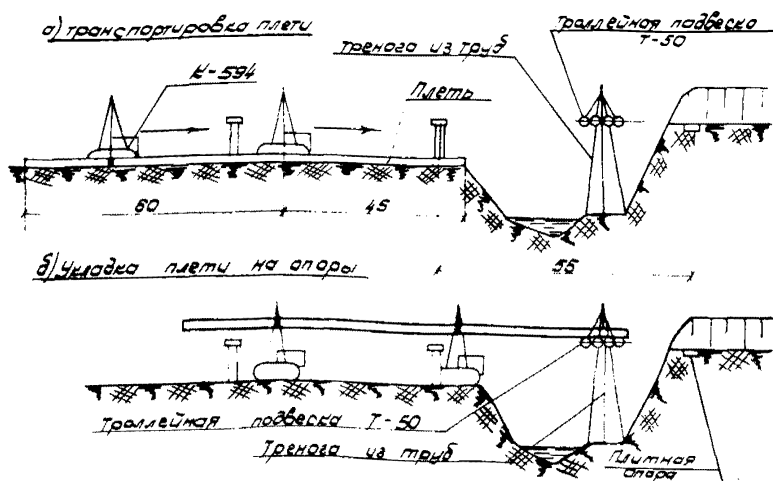 а) транспортировка плети
троллейная подвеска
Т-50
тренога из труб
К-594
Плеть
60
45
б) Укладка плети на опоры
55
Троллейная подвеска Т-50
Тренога из труб
Плитная
опара